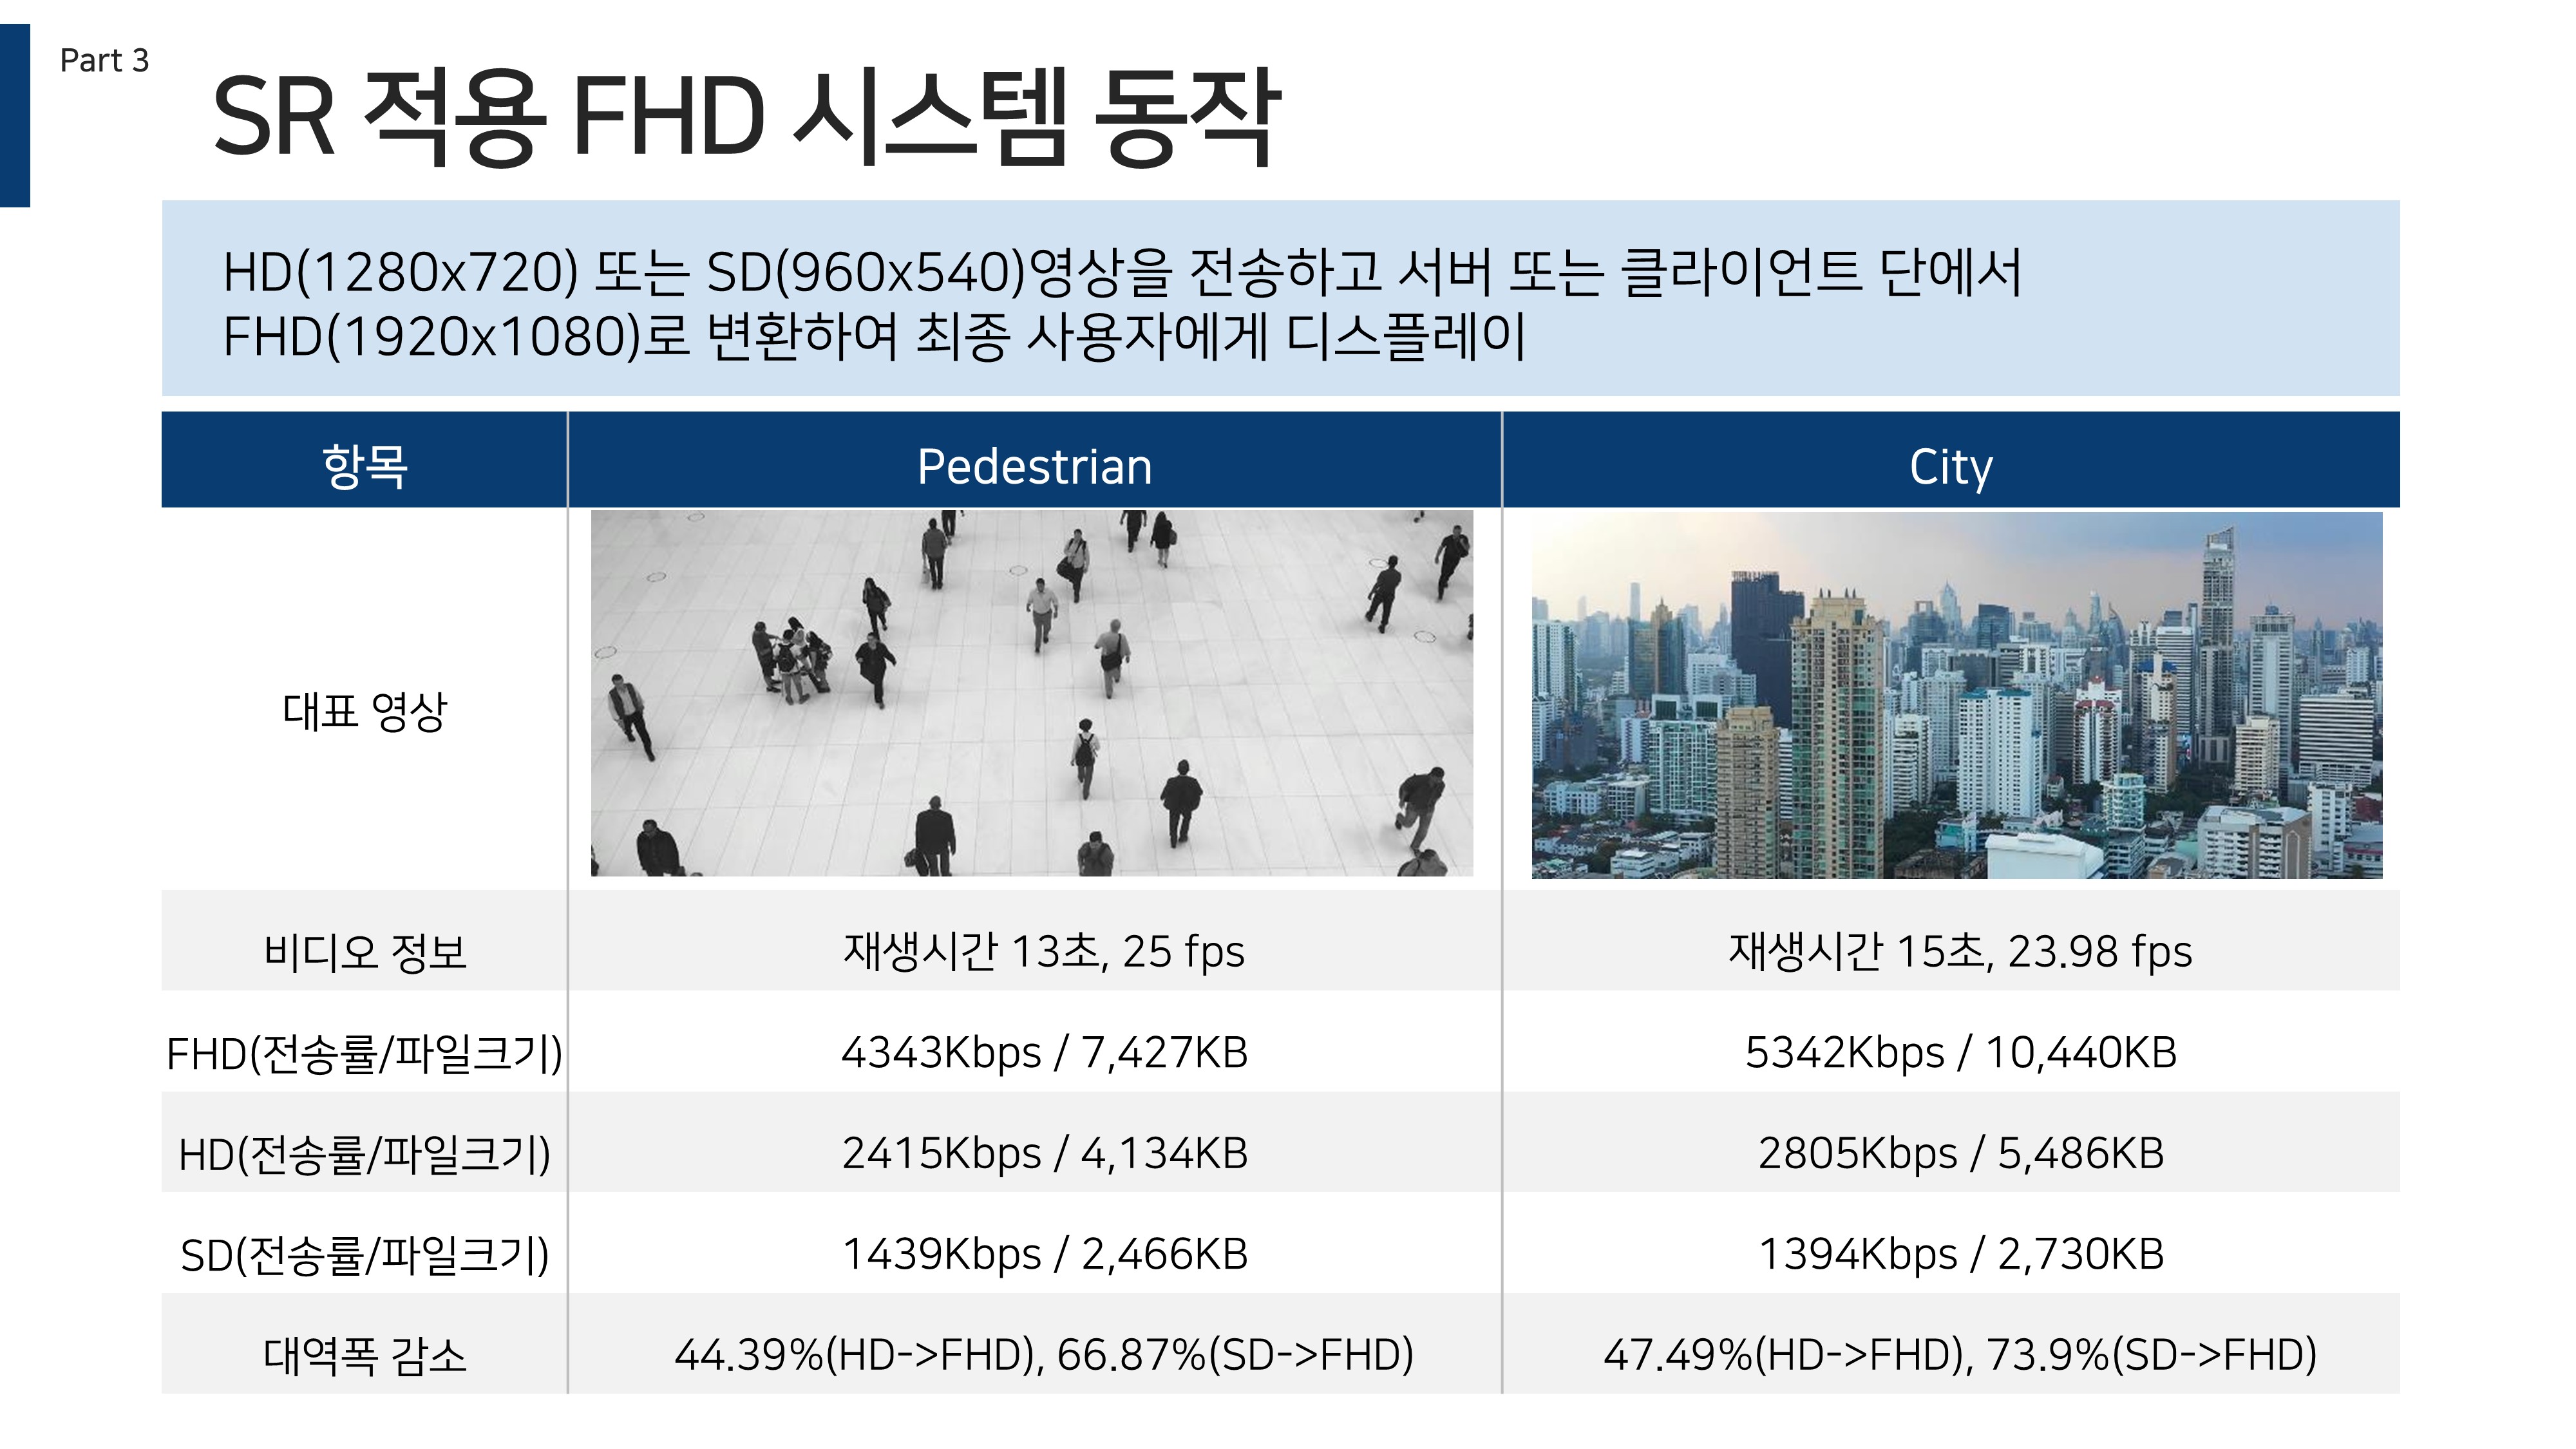 Part 3
SR 적용 FHD 시스템 동작
HD(1280x720) 또는 SD(960x540)영상을 전송하고 서버 또는 클라이언트 단에서
FHD(1920x1080)로 변환하여 최종 사용자에게 디스플레이
항목 Pedestrian City
대표 영상
비디오 정보 재생시간 13초, 25 fps 재생시간 15초, 23.98 fps
FHD(전송률/파일크기) 4343Kbps / 7,427KB 5342Kbps / 10,440KB
HD(전송률/파일크기) 2415Kbps / 4,134KB 2805Kbps / 5,486KB
SD(전송률/파일크기) 1439Kbps / 2,466KB 1394Kbps / 2,730KB
대역폭 감소 44.39%(HD->FHD), 66.87%(SD->FHD) 47.49%(HD->FHD), 73.9%(SD->FHD)